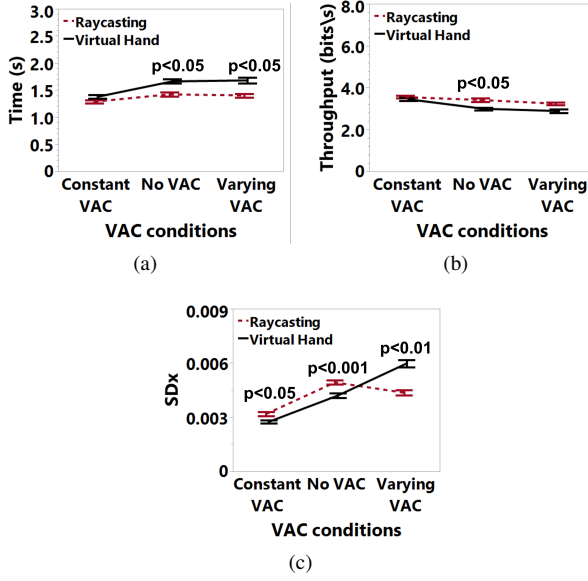 3.0
2.5
2.0
1.5
1.0
0.5
0
Time (s)
Raycasting
Virtual Hand
p<0.05 p<0.05
Constant VAC No VAC Varying VAC
VAC conditions
(a)
8.0
6.0
4.0
2.0
0
Throughput (bits\s)
Raycasting
Virtual Hand
p<0.05
Constant VAC No VAC Varying VAC
VAC conditions
(b)
0.009
0.006
0.003
0
SDx
Raycasting
Virtual Hand
p<0.05 p<0.001 p<0.01
Constant VAC No VAC Varying VAC
VAC conditions
(c)